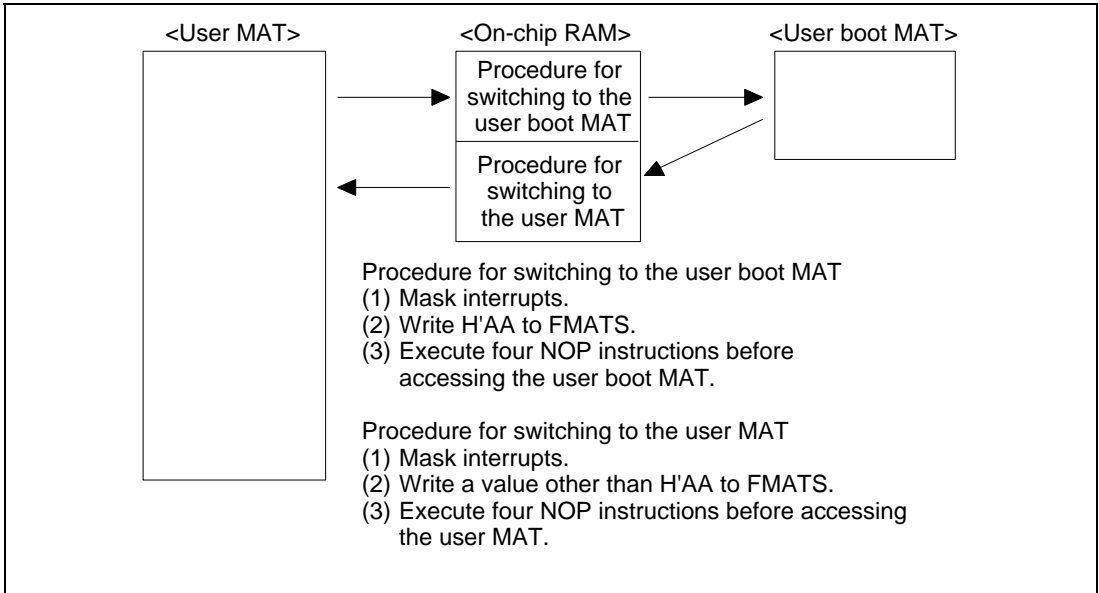 <User MAT> <On-chip RAM> <User boot MAT>
Procedure for
switching to the
user boot MAT
Procedure for
switching to
the user MAT
Procedure for switching to the user boot MAT
(1) Mask interrupts.
(2) Write H'AA to FMATS.
(3) Execute four NOP instructions before
accessing the user boot MAT.
Procedure for switching to the user MAT
(1) Mask interrupts.
(2) Write a value other than H'AA to FMATS.
(3) Execute four NOP instructions before accessing
the user MAT.